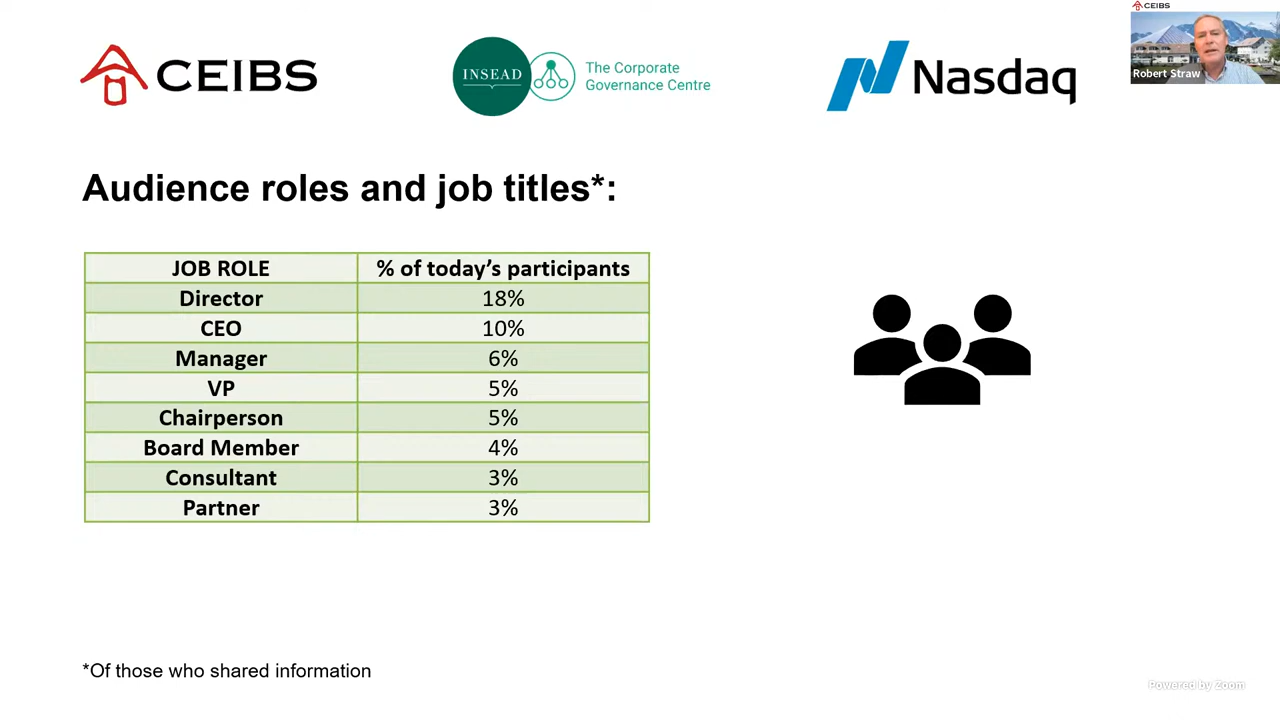 CEIBS
INSEAD
The Corporate
Governance Centre
Nasdaq
CEIBS
Robert Straw
Audience roles and job titles*:
JOB ROLE % of today’s participants
Director 18%
CEO 10%
Manager 6%
VP 5%
Chairperson 5%
Board Member 4%
Consultant 3%
Partner 3%
*Of those who shared information
Powered by Zoom